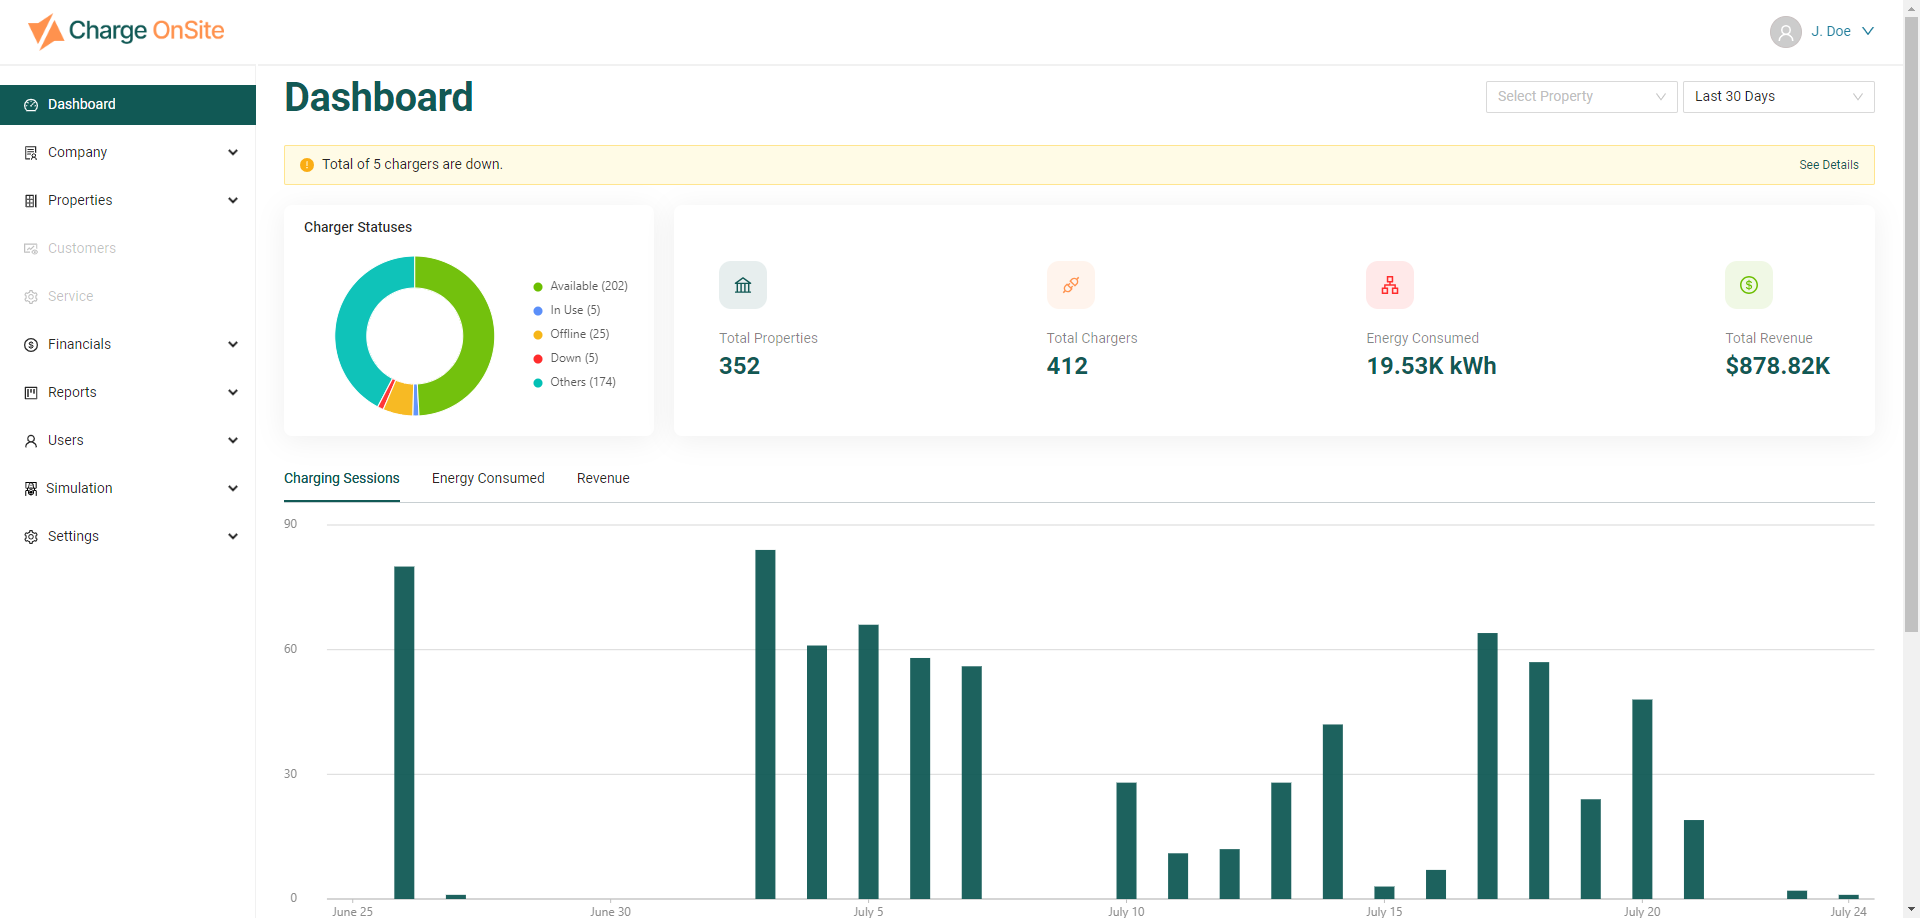 Charge OnSite
J. Doe
Dashboard
Company
Properties
Customers
Service
Financials
Reports
Users
Simulation
Settings
Dashboard
Select Property
Last 30 Days
Total of 5 chargers are down.
See Details
Charger Statuses
Available (202)
In Use (5)
Offline (25)
Down (5)
Others (174)
Total Properties
352
Total Chargers
412
Energy Consumed
19.53K kWh
Total Revenue
$878.82K
Charging Sessions
Energy Consumed
Revenue
90
60
30
0
June 25
June 30
July 5
July 10
July 15
July 20
July 24